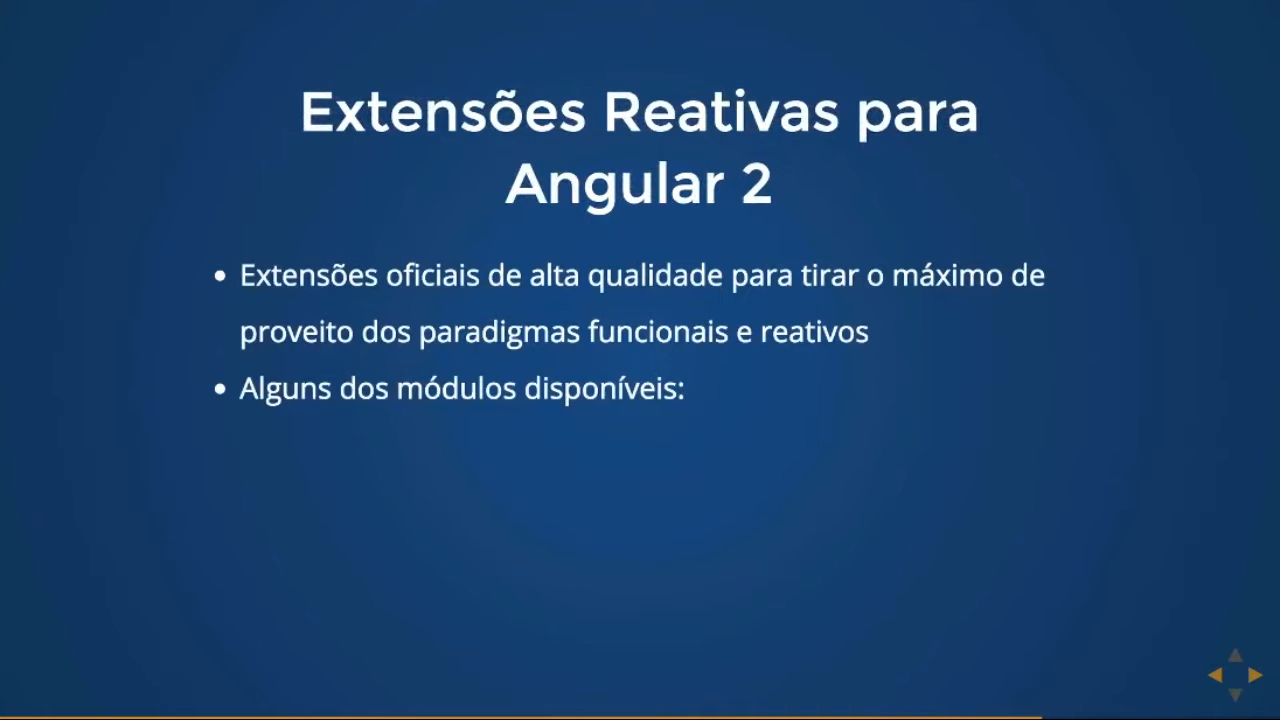 Extensões Reativas para
Angular 2
• Extensões oficiais de alta qualidade para tirar o máximo de
proveito dos paradigmas funcionais e reativos
• Alguns dos módulos disponíveis: